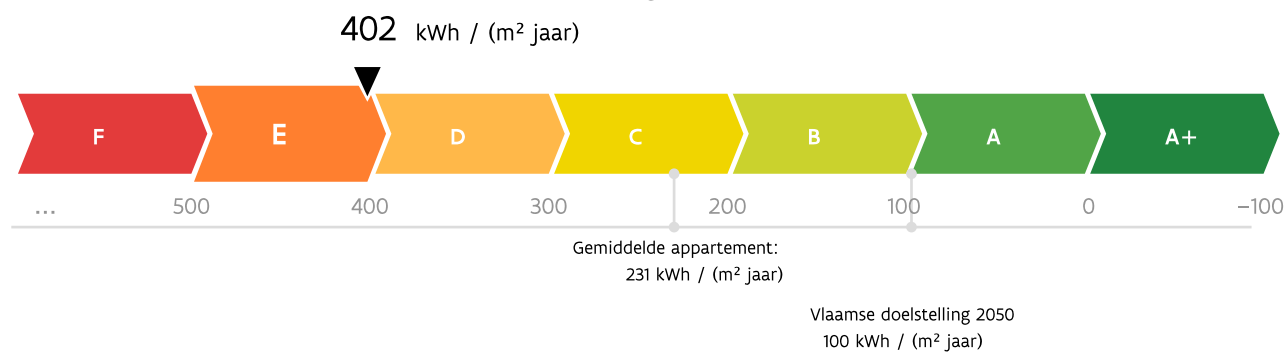 402 kWh / (m² jaar)
F E D C B A A+
... 500 400 300 200 100 0 −100
Gemiddelde appartement:
231 kWh / (m² jaar)
Vlaamse doelstelling 2050
100 kWh / (m² jaar)